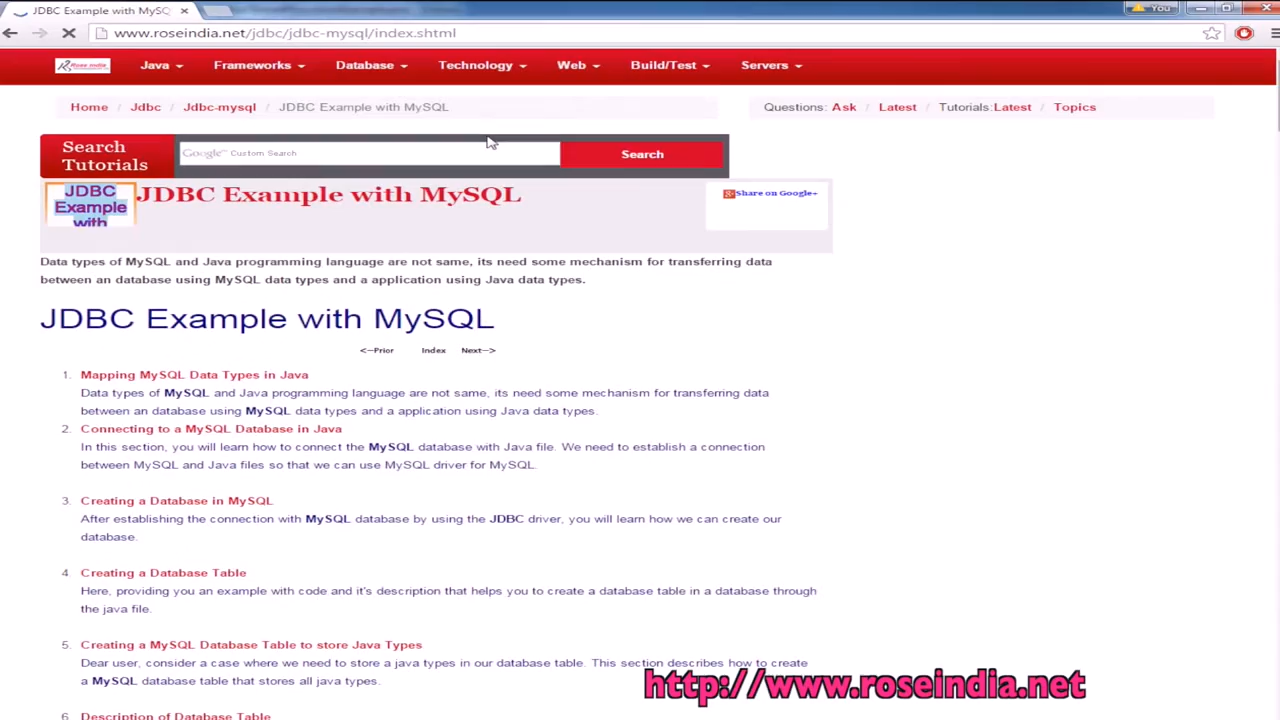 JDBC Example with MySQ
You
www.roseindia.net/jdbc/jdbc-mysql/index.shtml
Rose india Java Frameworks Database Technology Web Build/Test Servers
Home / Jdbc / Jdbc-mysql / JDBC Example with MySQL
Questions: Ask / Latest / Tutorials:Latest / Topics
Search
Tutorials
Google™ Custom Search
Search
JDBC
Example
with
JDBC Example with MySQL
Share on Google+
Data types of MySQL and Java programming language are not same, its need some mechanism for transferring data
between an database using MySQL data types and a application using Java data types.
JDBC Example with MySQL
<--Prior Index Next-->
1. Mapping MySQL Data Types in Java
Data types of MySQL and Java programming language are not same, its need some mechanism for transferring data
between an database using MySQL data types and a application using Java data types.
2. Connecting to a MySQL Database in Java
In this section, you will learn how to connect the MySQL database with Java file. We need to establish a connection
between MySQL and Java files so that we can use MySQL driver for MySQL.
3. Creating a Database in MySQL
After establishing the connection with MySQL database by using the JDBC driver, you will learn how we can create our
database.
4. Creating a Database Table
Here, providing you an example with code and it's description that helps you to create a database table in a database through
the java file.
5. Creating a MySQL Database Table to store Java Types
Dear user, consider a case where we need to store a java types in our database table. This section describes how to create
a MySQL database table that stores all java types.
6. Description of Database Table
http://www.roseindia.net